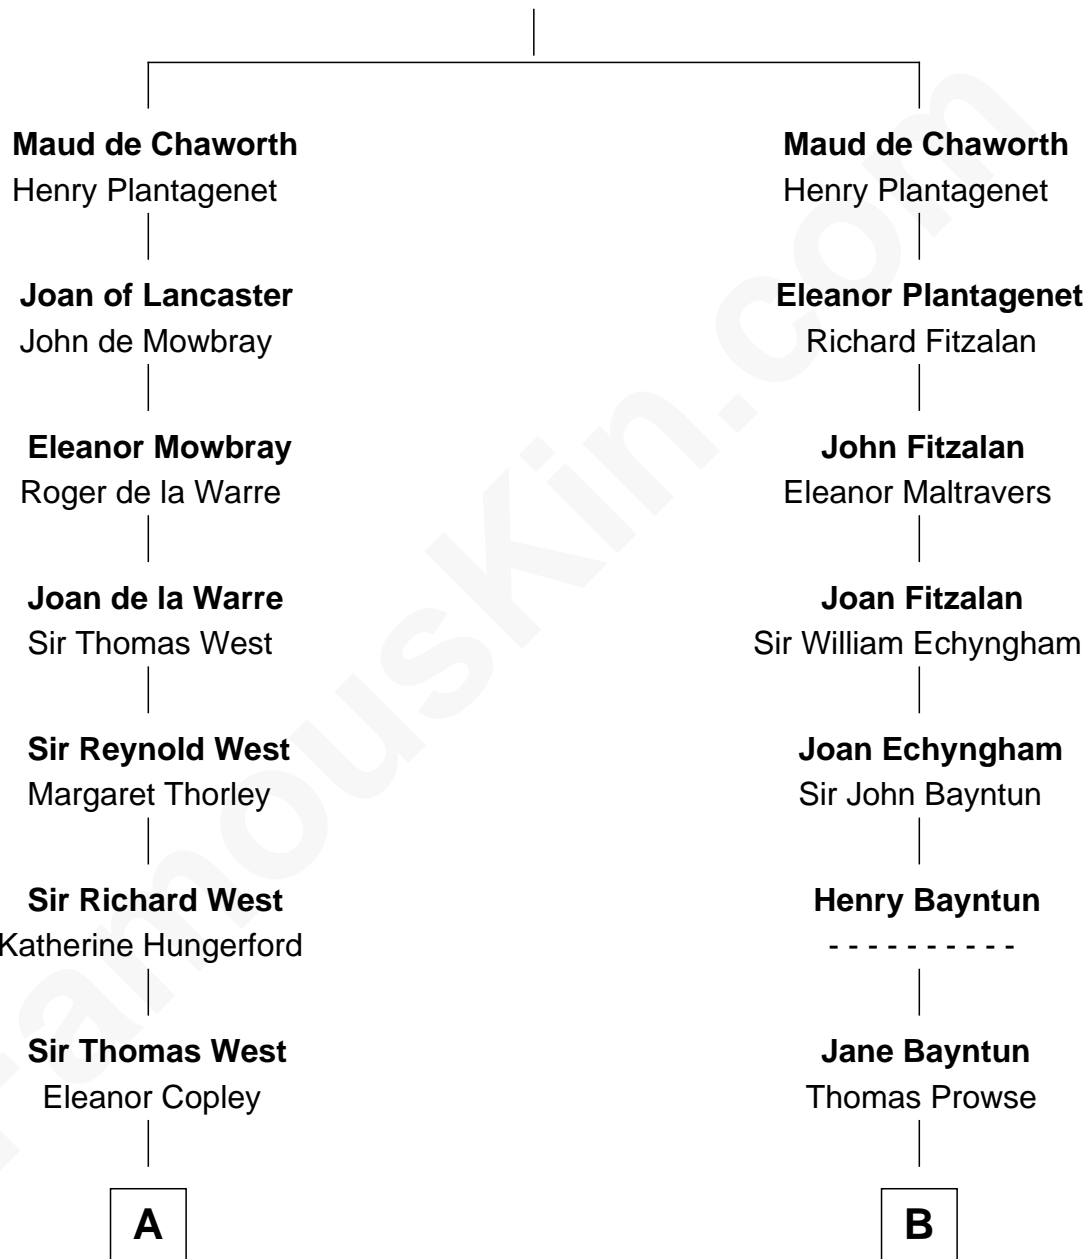 Maud de Chaworth
Henry Plantagenet
Joan of Lancaster
John de Mowbray
Eleanor Mowbray
Roger de la Warre
Joan de la Warre
Sir Thomas West
Sir Reynold West
Margaret Thorley
Sir Richard West
Katherine Hungerford
Sir Thomas West
Eleanor Copley
A
Maud de Chaworth
Henry Plantagenet
Eleanor Plantagenet
Richard Fitzalan
John Fitzalan
Eleanor Maltravers
Joan Fitzalan
Sir William Echyngham
Joan Echyngham
Sir John Bayntun
Henry Bayntun
- - - - - - - - - -
Jane Bayntun
Thomas Prowse
B
FamousKin.com